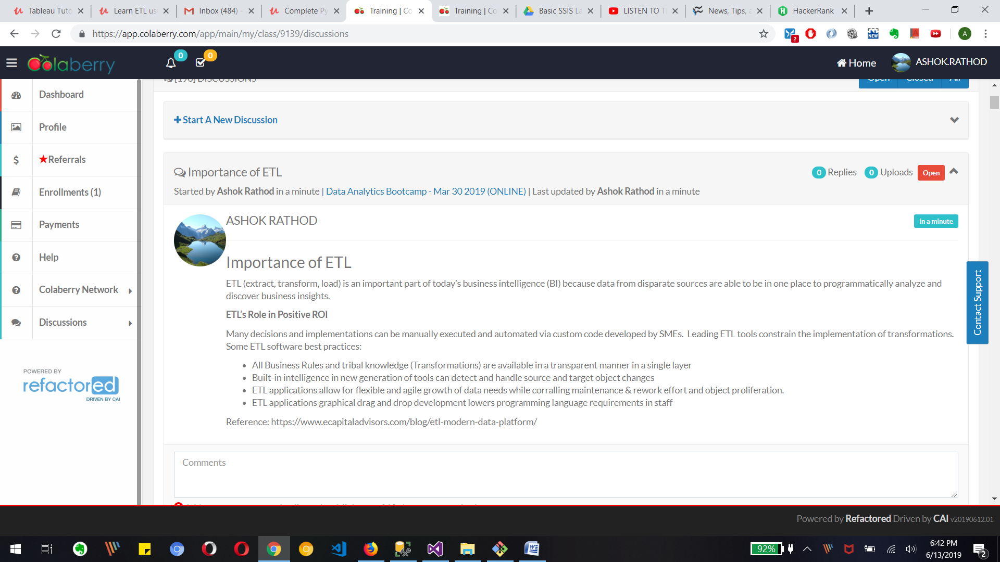 Tableau Tuto
Learn ETL us
Inbox (484) -
Complete Py
Training | Co
Training | Co
Basic SSIS La
LISTEN TO T
News, Tips, a
HackerRank
https://app.colaberry.com/app/main/my/class/9139/discussions
A
Colaberry
0
0
Home
ASHOK.RATHOD
[190] DISCUSSIONS
Open Closed All
Dashboard
Profile
Referrals
Enrollments (1)
Payments
Help
Colaberry Network
Discussions
POWERED BY
refactored
DRIVEN BY CAI
Start A New Discussion
Importance of ETL
0 Replies 0 Uploads Open
Started by Ashok Rathod in a minute | Data Analytics Bootcamp - Mar 30 2019 (ONLINE) | Last updated by Ashok Rathod in a minute
ASHOK RATHOD
in a minute
Importance of ETL
ETL (extract, transform, load) is an important part of today’s business intelligence (BI) because data from disparate sources are able to be in one place to programmatically analyze and
discover business insights.
ETL’s Role in Positive ROI
Many decisions and implementations can be manually executed and automated via custom code developed by SMEs.  Leading ETL tools constrain the implementation of transformations.
Some ETL software best practices:
• All Business Rules and tribal knowledge (Transformations) are available in a transparent manner in a single layer
• Built-in intelligence in new generation of tools can detect and handle source and target object changes
• ETL applications allow for flexible and agile growth of data needs while corralling maintenance & rework effort and object proliferation.
• ETL applications graphical drag and drop development lowers programming language requirements in staff
Reference: https://www.ecapitaladvisors.com/blog/etl-modern-data-platform/
Comments
Contact Support
Powered by Refactored Driven by CAI v20190612.01
92%
6:42 PM
6/13/2019
2